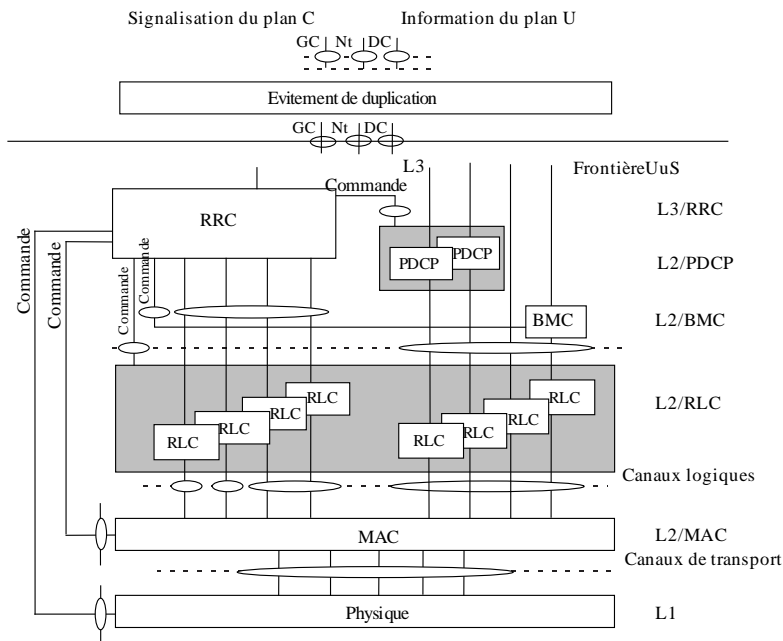 Signalisation du plan C
Information du plan U
GC Nt DC
Evitement de duplication
GC Nt DC
L3
FrontièreUuS
Commande
RRC
L3/RRC
PDCP
PDCP
L2/PDCP
Commande
Commande
Commande
Commande
BMC
L2/BMC
RLC
RLC
RLC
RLC
RLC
RLC
RLC
RLC
L2/RLC
Canaux logiques
MAC
L2/MAC
Canaux de transport
Physique
L1